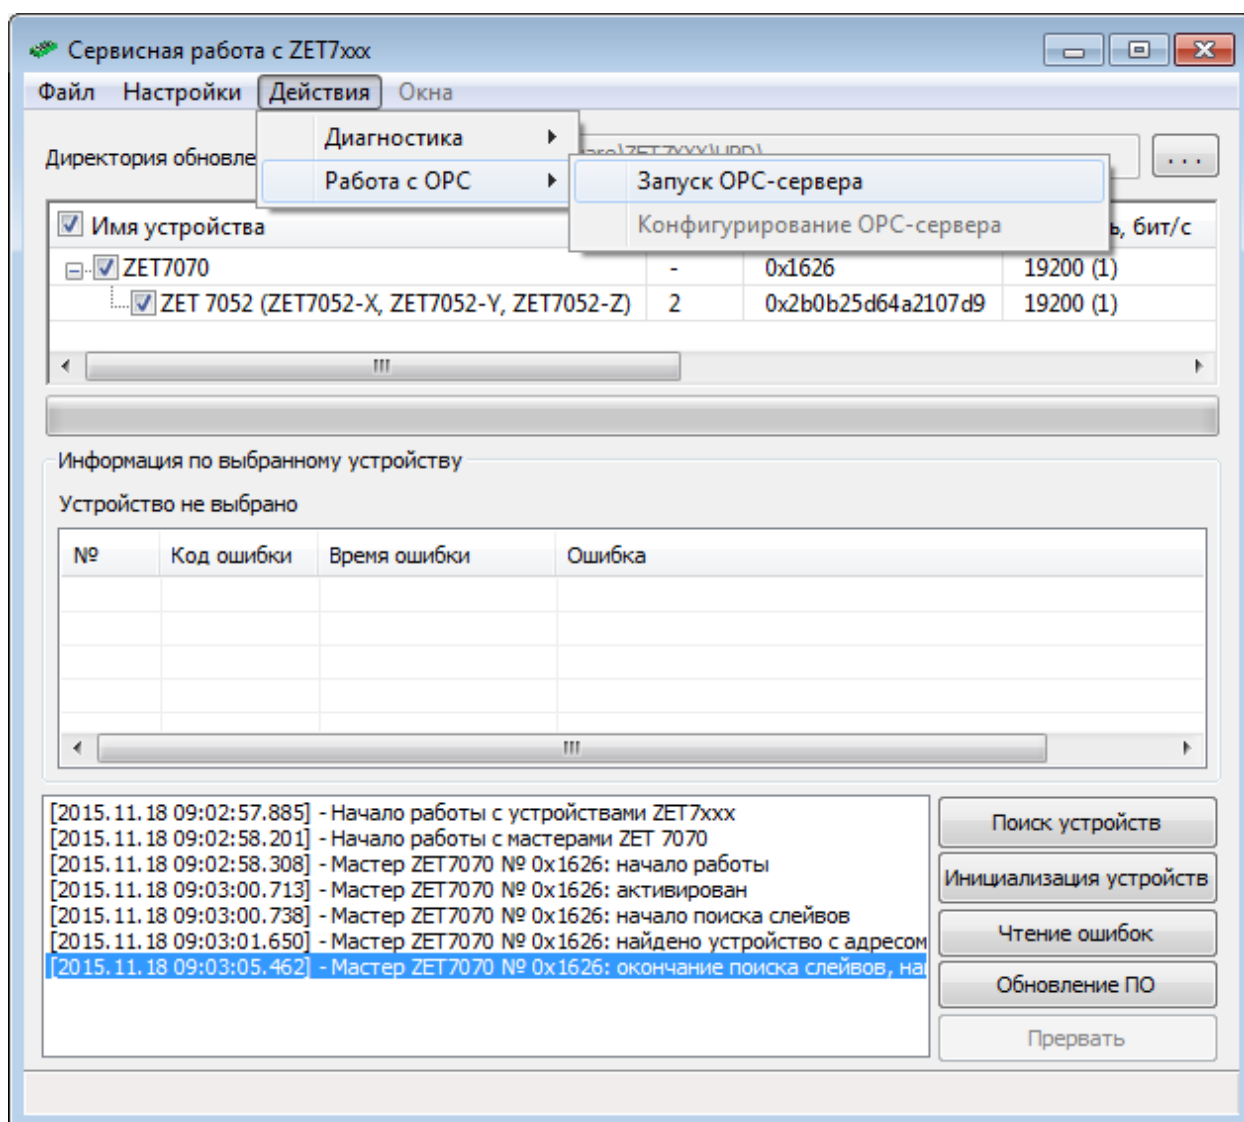 Сервисная работа с ZET7xxx
Файл Настройки Действия Окна
Диагностика
Директория обновле
...
Работа с OPC
Запуск OPC-сервера
Имя устройства
Конфигурирование OPC-сервера
ь, бит/с
ZET7070 - 0x1626 19200 (1)
ZET 7052 (ZET7052-X, ZET7052-Y, ZET7052-Z) 2 0x2b0b25d64a2107d9 19200 (1)
Информация по выбранному устройству
Устройство не выбрано
№ Код ошибки Время ошибки Ошибка
[2015.11.18 09:02:57.885] - Начало работы с устройствами ZET7xxx
[2015.11.18 09:02:58.201] - Начало работы с мастерами ZET 7070
[2015.11.18 09:02:58.308] - Мастер ZET7070 № 0x1626: начало работы
[2015.11.18 09:03:00.713] - Мастер ZET7070 № 0x1626: активирован
[2015.11.18 09:03:00.738] - Мастер ZET7070 № 0x1626: начало поиска слейвов
[2015.11.18 09:03:01.650] - Мастер ZET7070 № 0x1626: найдено устройство с адресом
[2015.11.18 09:03:05.462] - Мастер ZET7070 № 0x1626: окончание поиска слейвов, на
Поиск устройств
Инициализация устройств
Чтение ошибок
Обновление ПО
Прервать